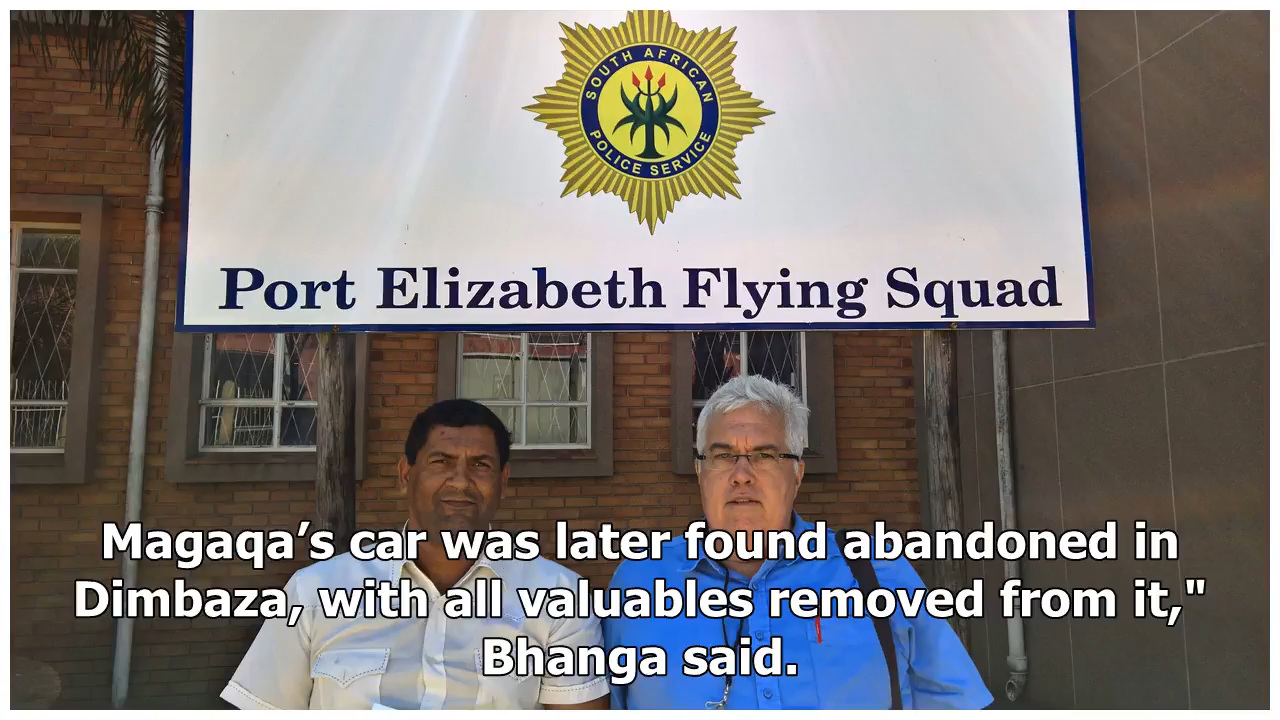 SOUTH AFRICAN
POLICE SERVICE
Port Elizabeth Flying Squad
Magaqa’s car was later found abandoned in
Dimbaza, with all valuables removed from it,"
Bhanga said.